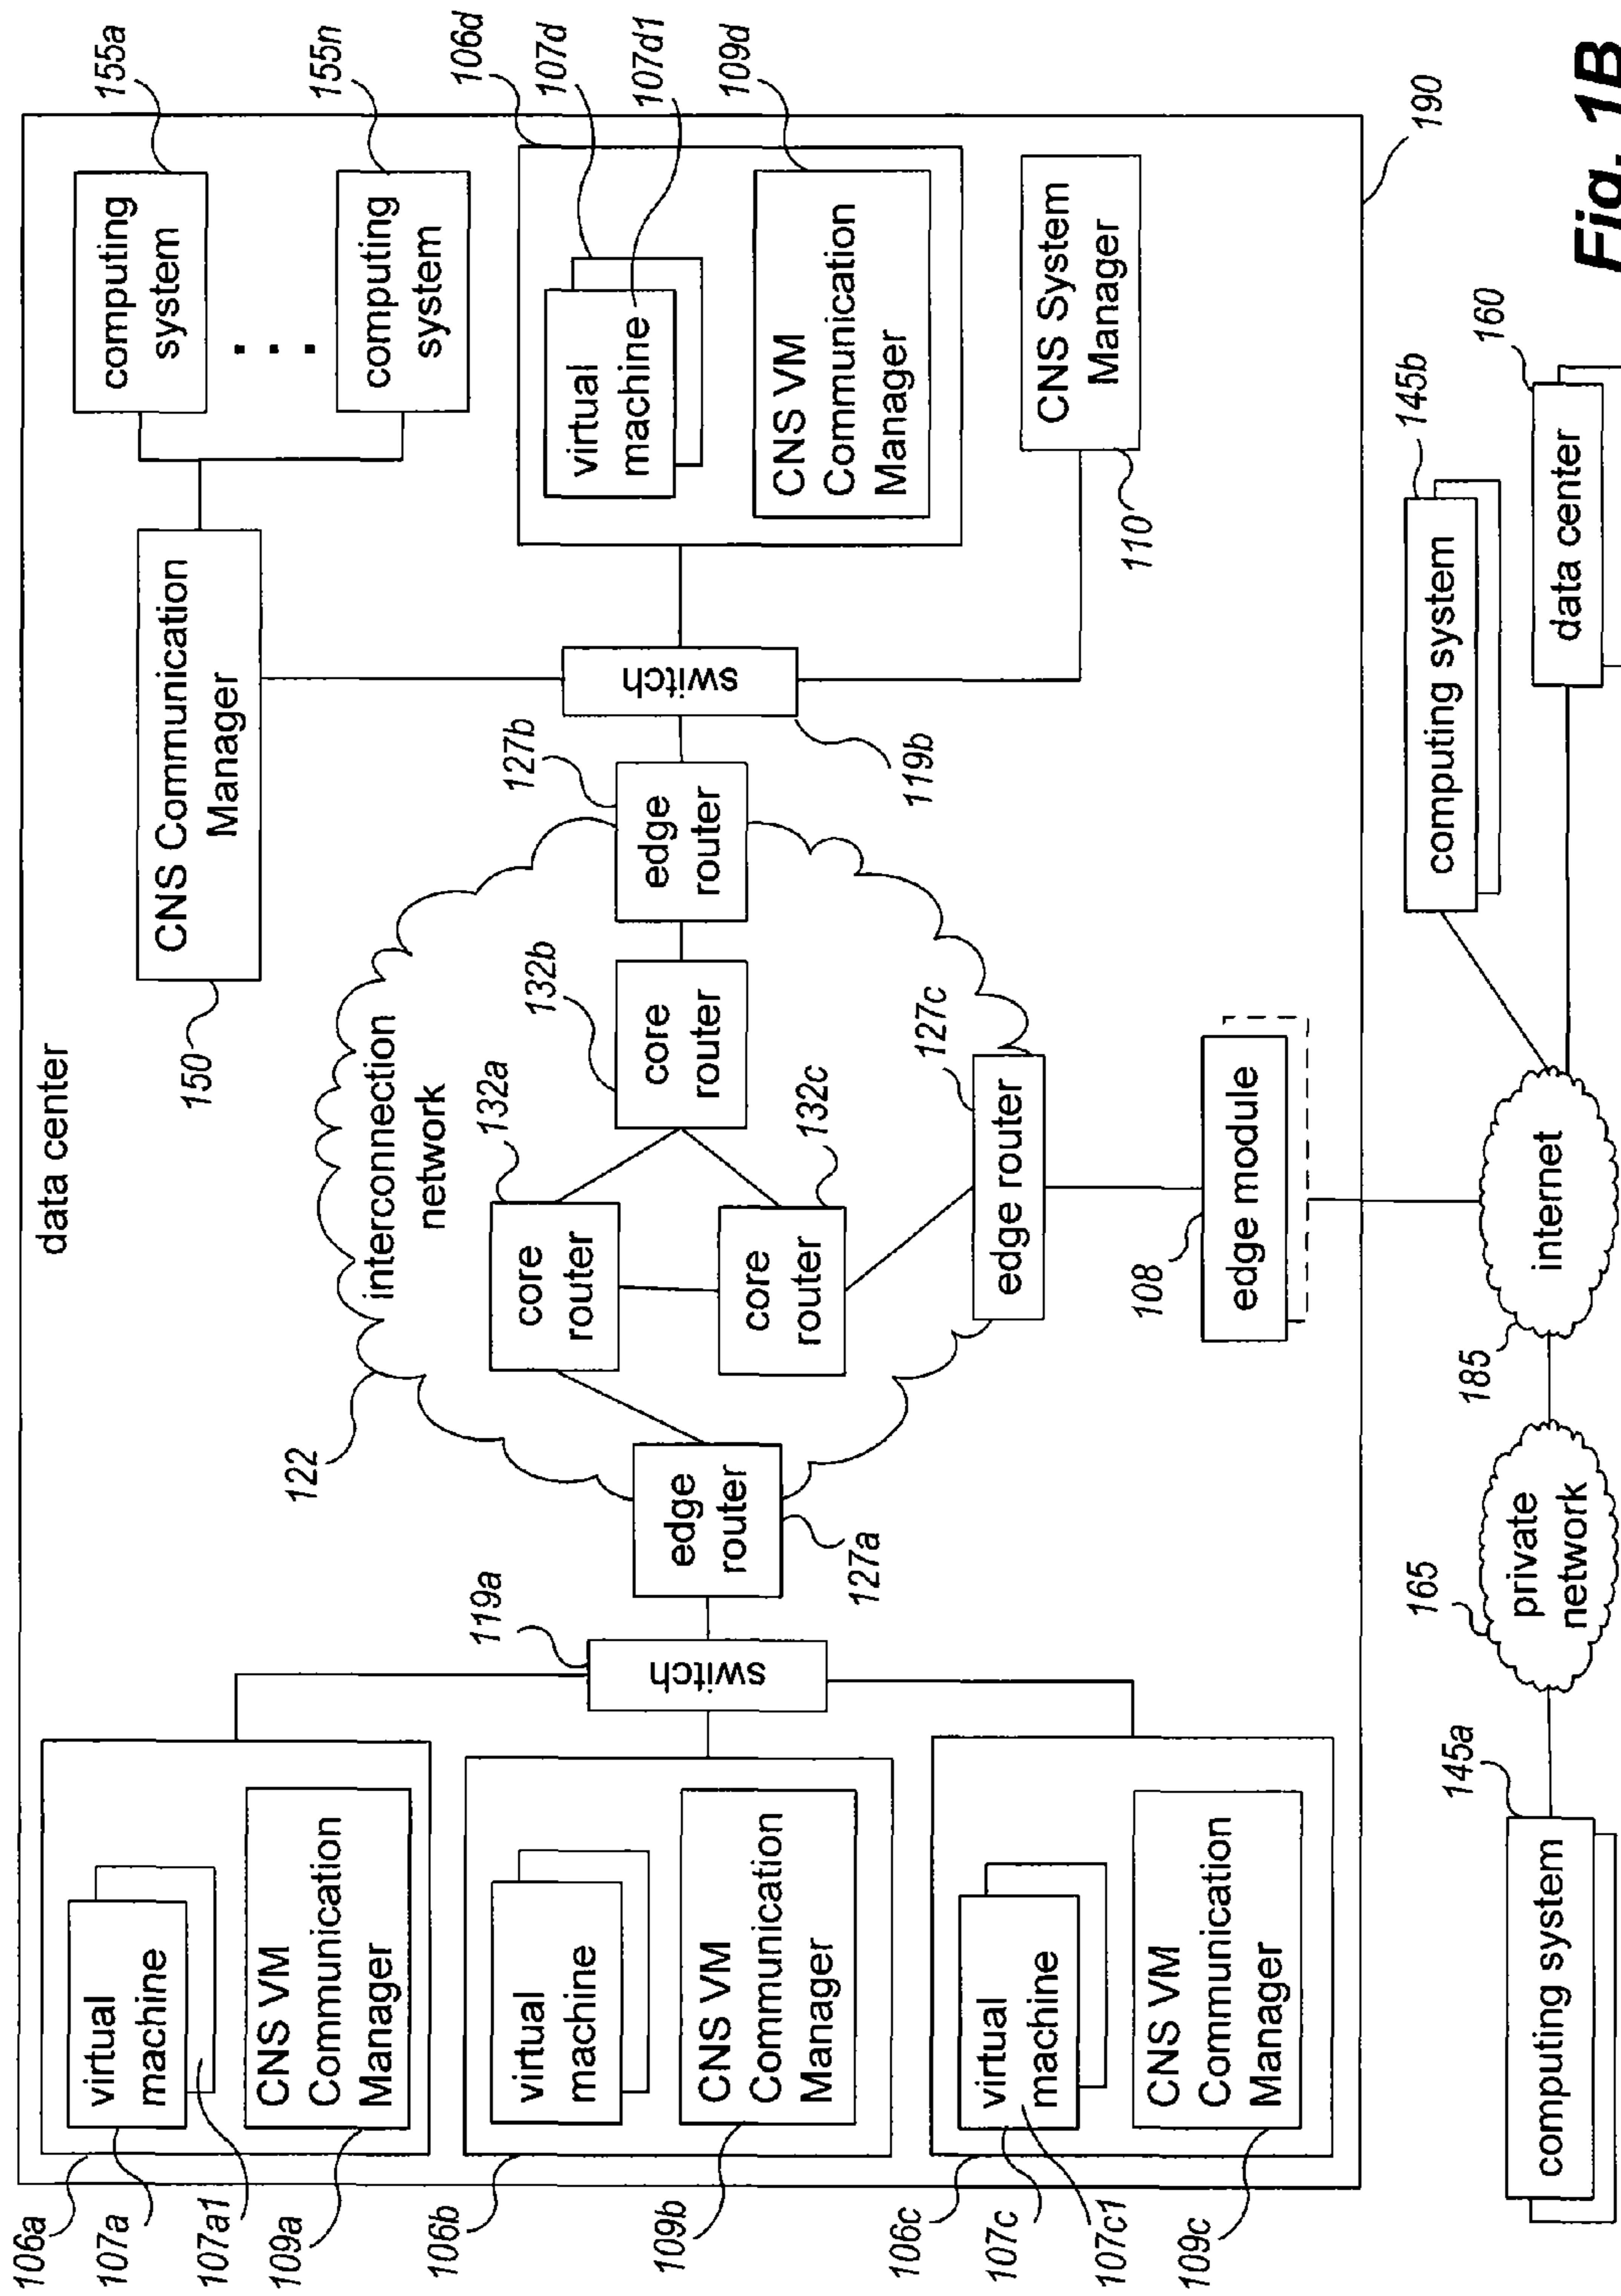 data center
106a
107a
107a1
109a
virtual
machine
CNS VM
Communication
Manager
106b
109b
virtual
machine
CNS VM
Communication
Manager
106c
107c
107c1
109c
virtual
machine
CNS VM
Communication
Manager
119a
switch
122
interconnection
network
edge
router
127a
132a
core
router
132b
core
router
132c
core
router
127b
edge
router
127c
edge router
108
edge module
150
CNS Communication
Manager
119b
switch
155a
computing
system
...
155n
computing
system
106d
107d
107d1
109d
virtual
machine
CNS VM
Communication
Manager
CNS System
Manager
110
190
145a
computing system
165
private
network
185
internet
145b
computing system
160
data center
Fig. 1B